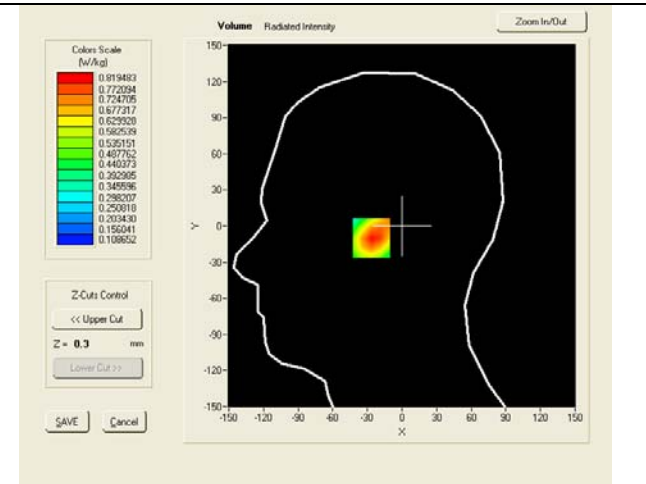 Volume Radiated Intensity
Zoom In/Out
Colors Scale
(W/kg)
0.819483
0.772094
0.724705
0.677317
0.629928
0.582539
0.535151
0.487762
0.440373
0.392985
0.345596
0.298207
0.250818
0.203430
0.156041
0.108652
Z-Cuts Control
<< Upper Cut
Z = 0.3 mm
Lower Cut >>
SAVE Cancel
150
120
90
60
30
0
-30
-60
-90
-120
-150
Y
-150 -120 -90 -60 -30 0 30 60 90 120 150
X